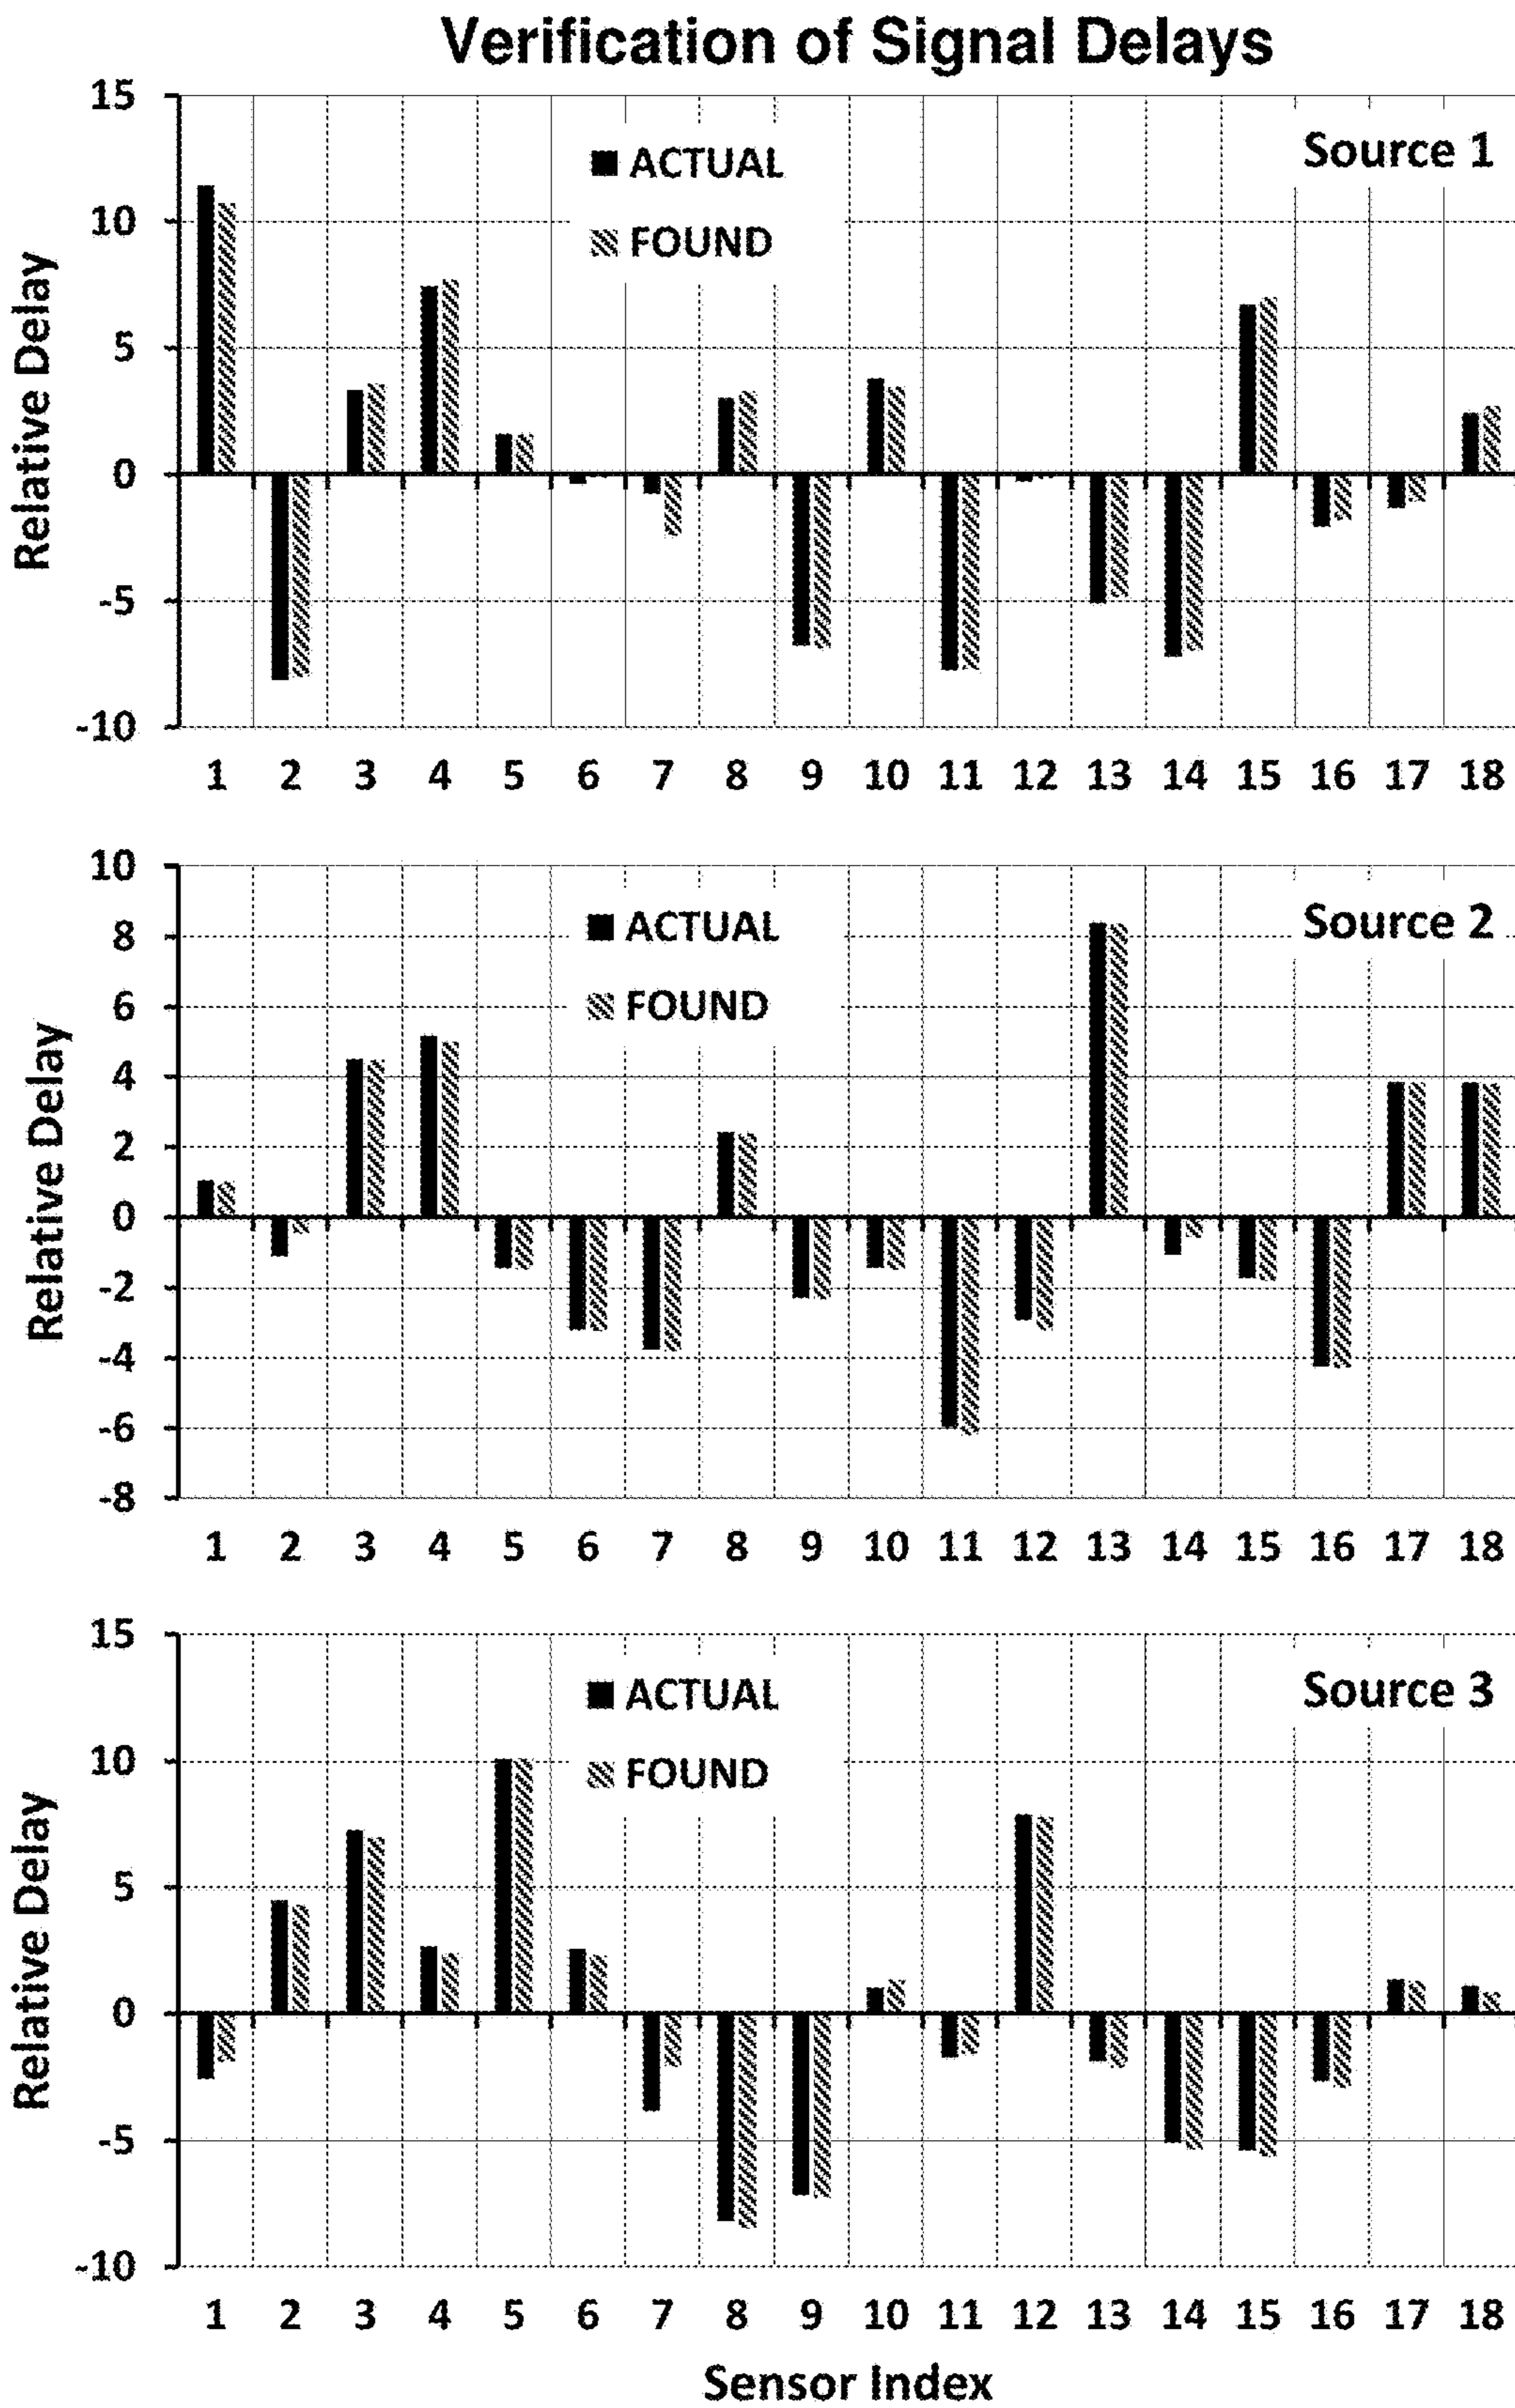 Verification of Signal Delays
15
10
5
0
-5
-10
Relative Delay
ACTUAL
FOUND
Source 1
1 2 3 4 5 6 7 8 9 10 11 12 13 14 15 16 17 18
10
8
6
4
2
0
-2
-4
-6
-8
Relative Delay
ACTUAL
FOUND
Source 2
1 2 3 4 5 6 7 8 9 10 11 12 13 14 15 16 17 18
15
10
5
0
-5
-10
Relative Delay
ACTUAL
FOUND
Source 3
1 2 3 4 5 6 7 8 9 10 11 12 13 14 15 16 17 18
Sensor Index